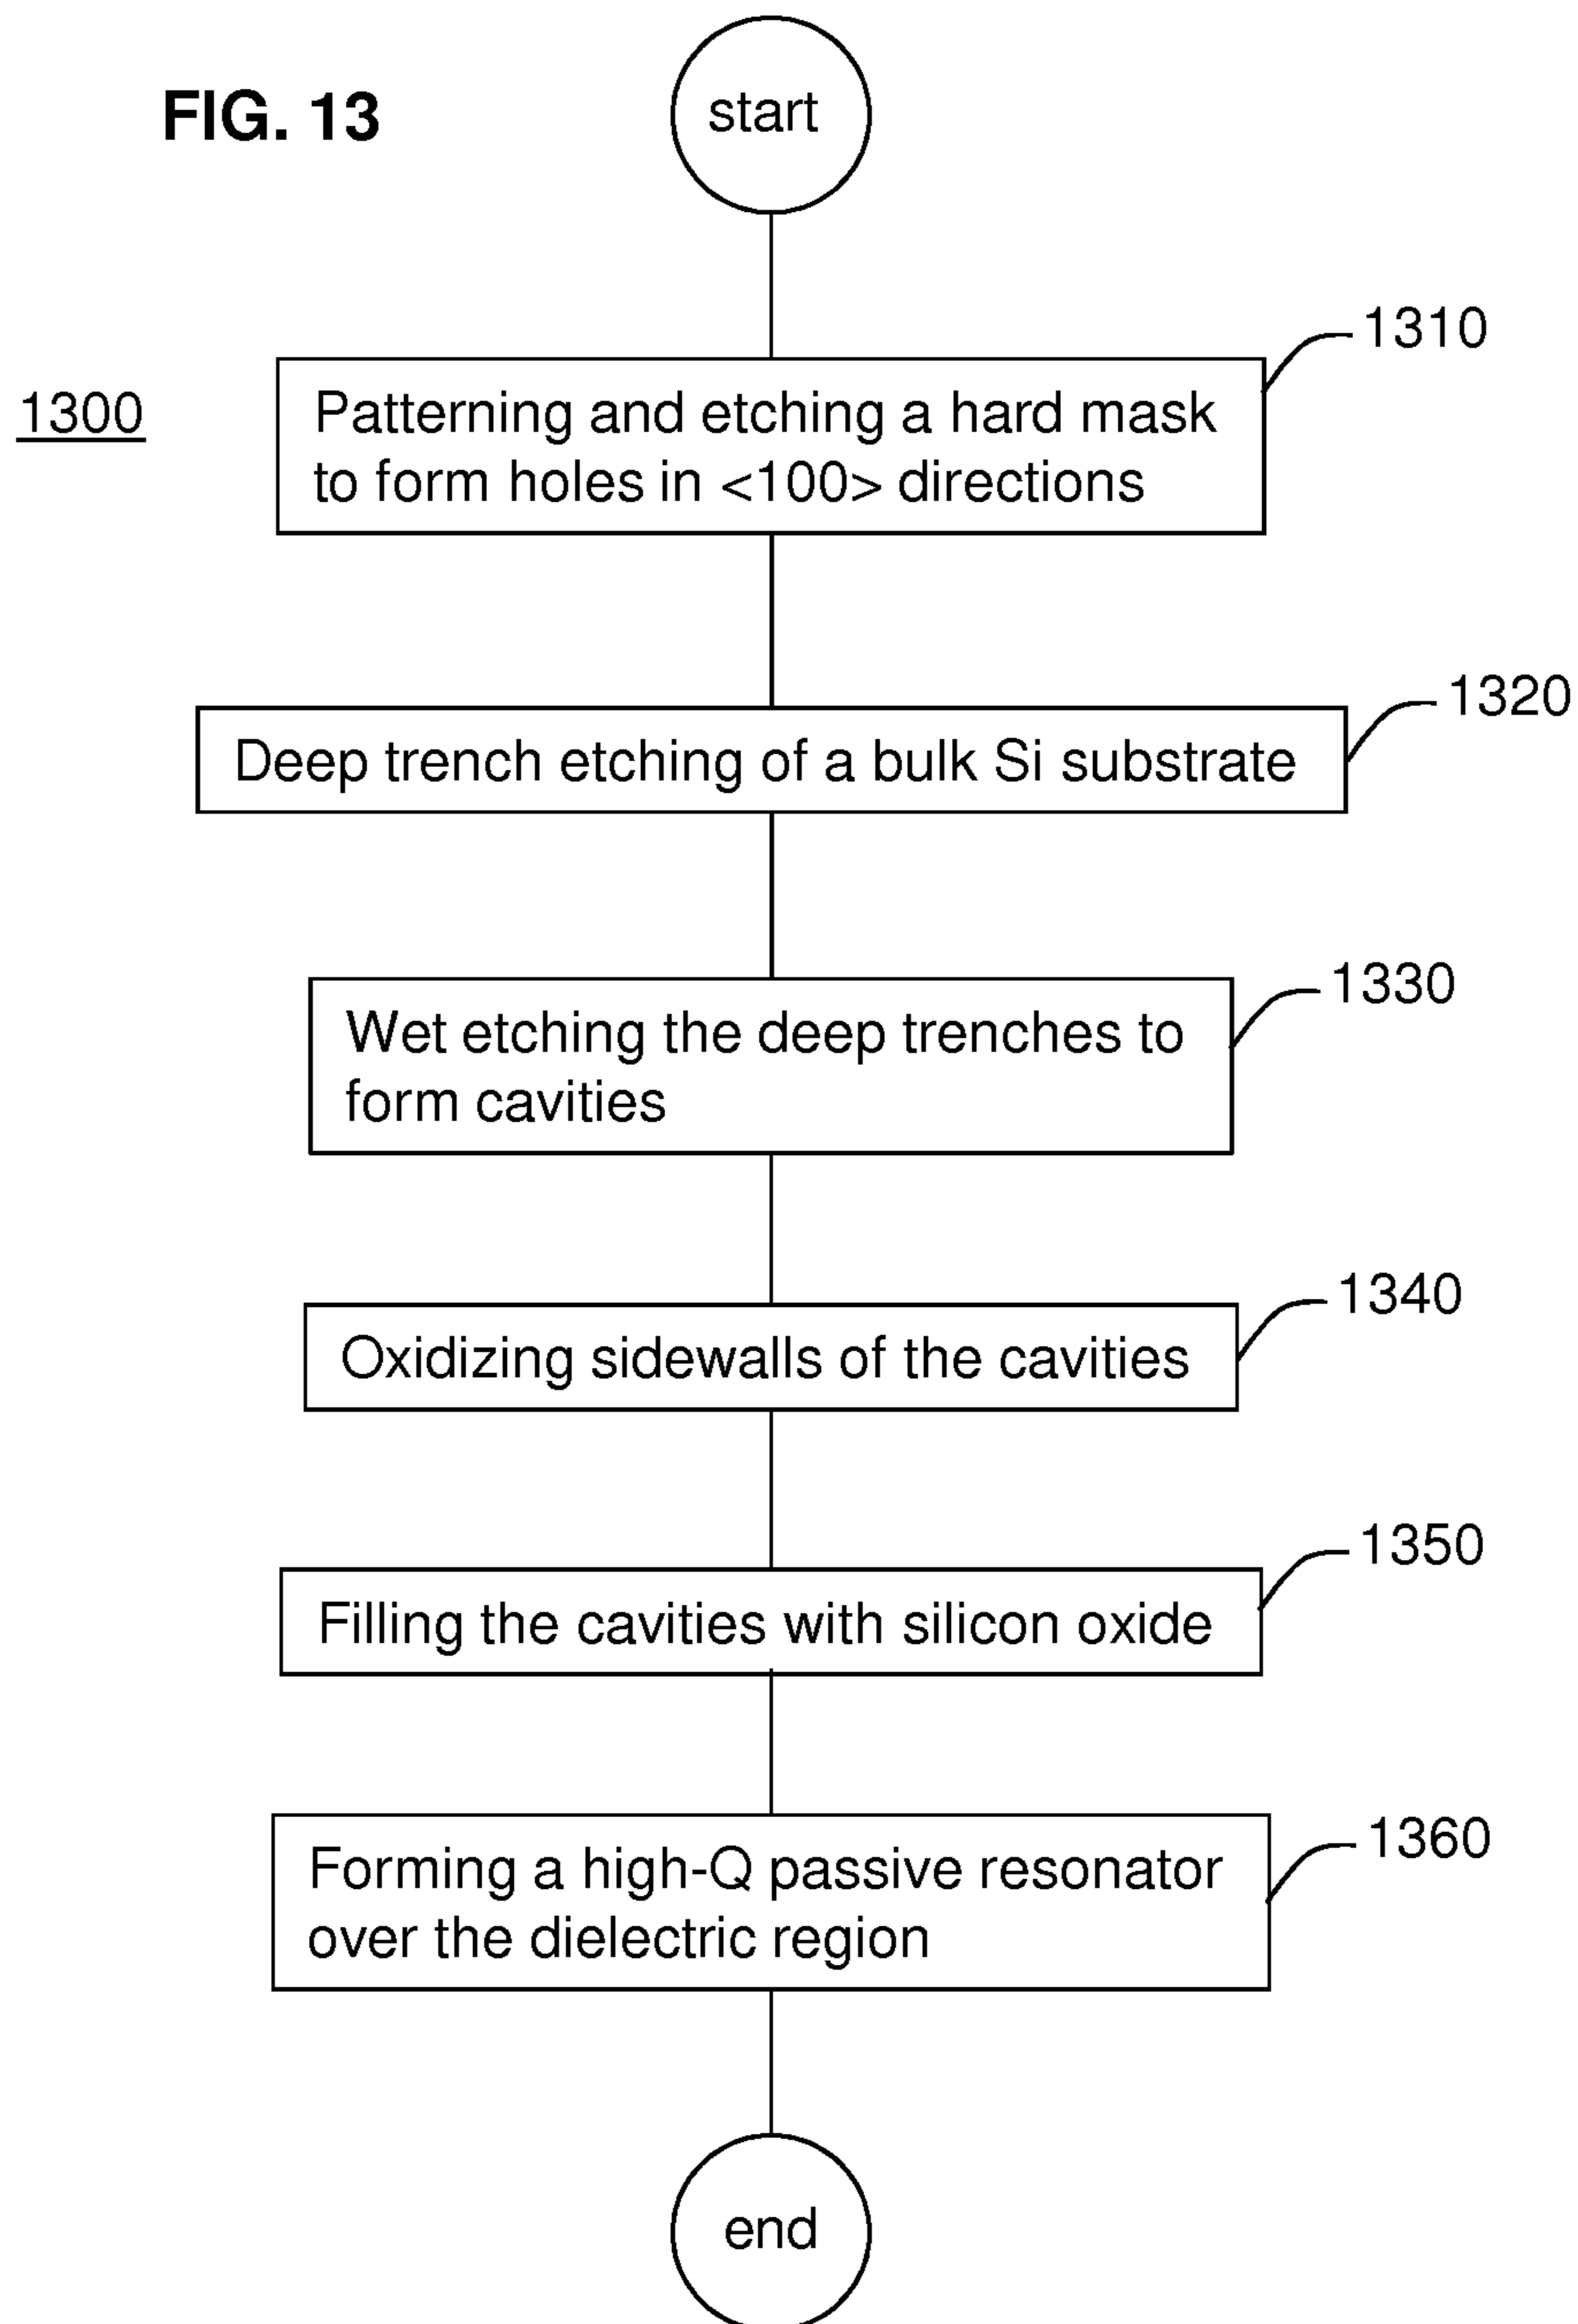 FIG. 13
start
1300
1310
Patterning and etching a hard mask
to form holes in <100> directions
1320
Deep trench etching of a bulk Si substrate
1330
Wet etching the deep trenches to
form cavities
1340
Oxidizing sidewalls of the cavities
1350
Filling the cavities with silicon oxide
1360
Forming a high-Q passive resonator
over the dielectric region
end